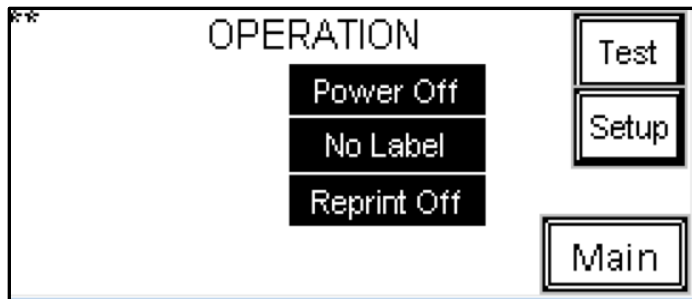 **
OPERATION
Test
Power Off
Setup
No Label
Reprint Off
Main